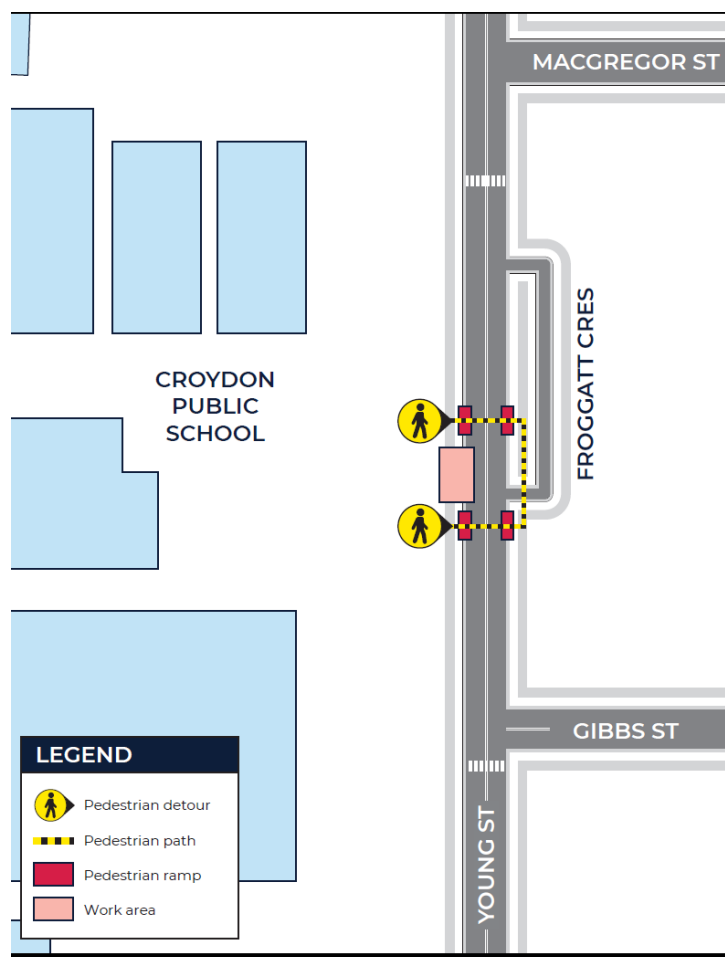 MACGREGOR ST
FROGGATT CRES
CROYDON
PUBLIC
SCHOOL
GIBBS ST
YOUNG ST
LEGEND
Pedestrian detour
Pedestrian path
Pedestrian ramp
Work area